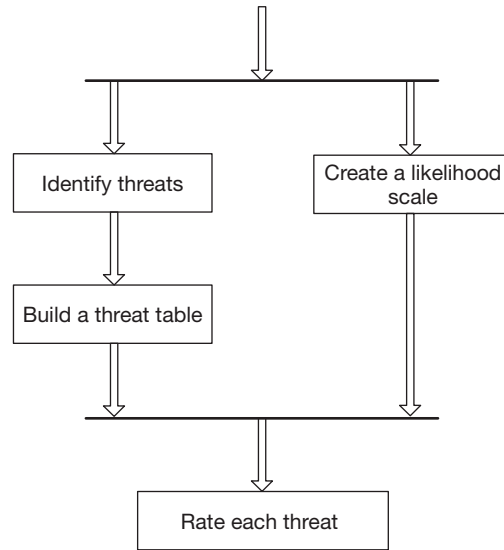 Identify threats
Create a likelihood
scale
Build a threat table
Rate each threat